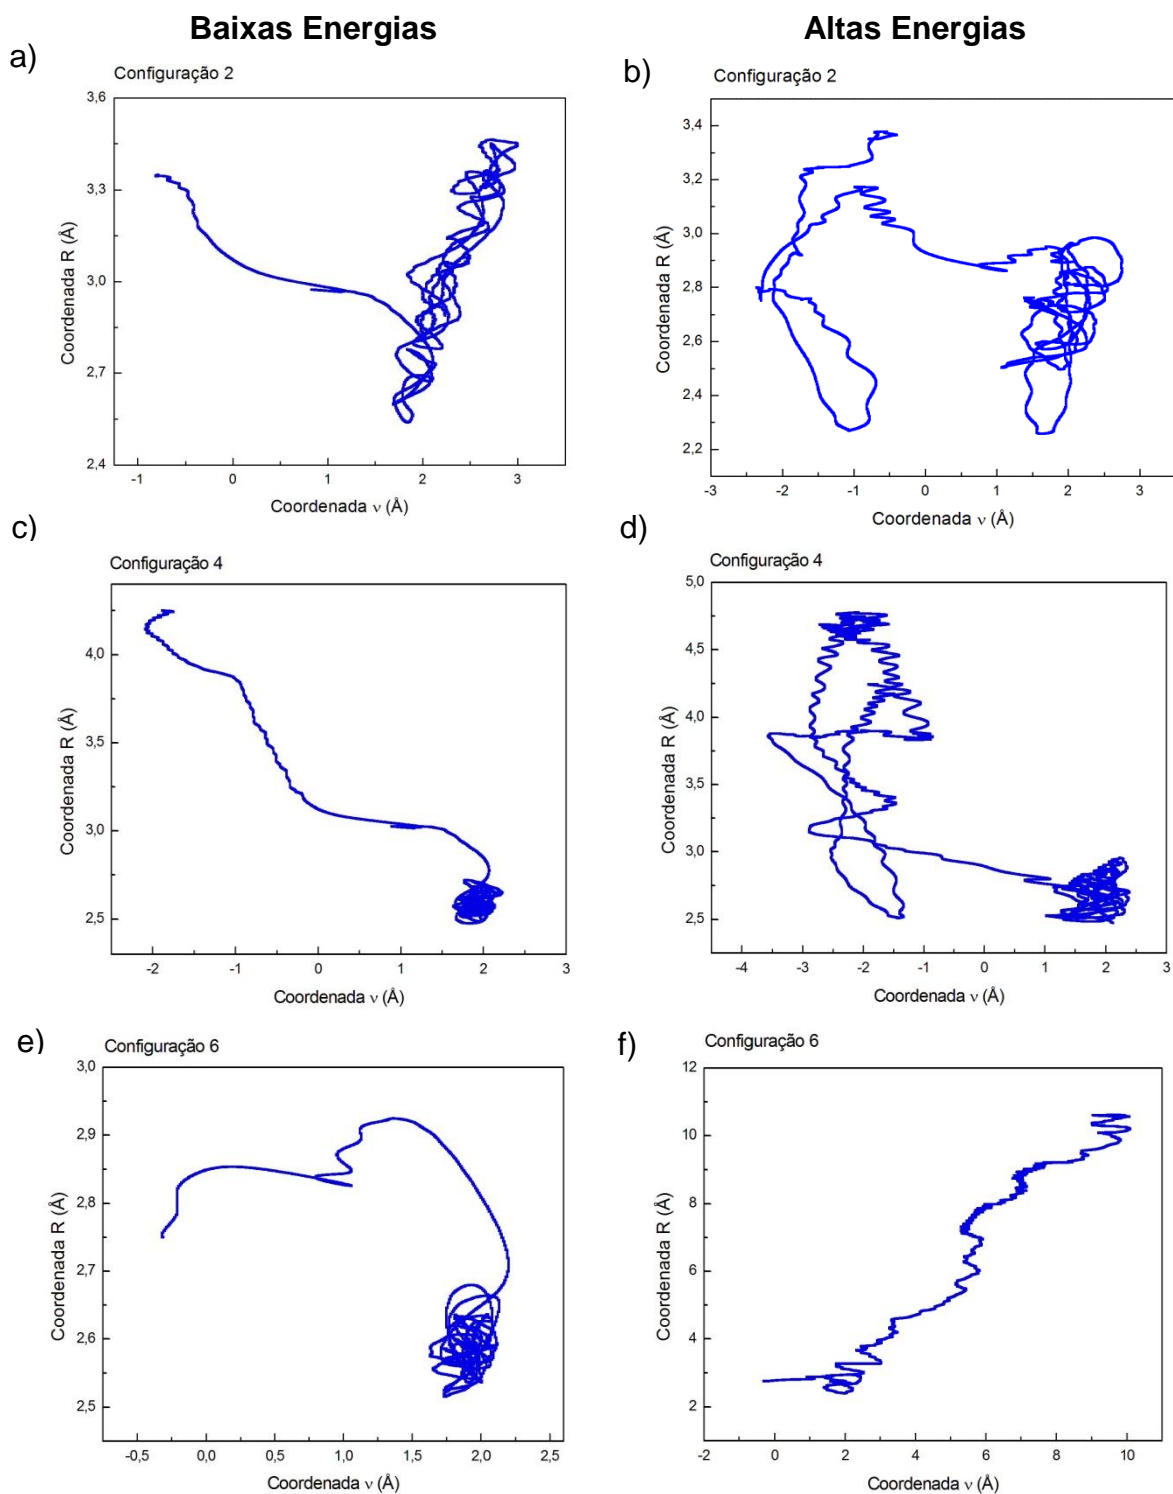 Baixas Energias
Altas Energias
a)
Configuração 2
3,6
3,3
3,0
2,7
2,4
Coordenada R (Å)
-1
0
1
2
3
Coordenada ν (Å)
b)
Configuração 2
3,4
3,2
3,0
2,8
2,6
2,4
2,2
Coordenada R (Å)
-3
-2
-1
0
1
2
3
Coordenada ν (Å)
c)
Configuração 4
4,0
3,5
3,0
2,5
Coordenada R (Å)
-2
-1
0
1
2
3
Coordenada ν (Å)
d)
Configuração 4
5,0
4,5
4,0
3,5
3,0
2,5
Coordenada R (Å)
-4
-3
-2
-1
0
1
2
3
Coordenada ν (Å)
e)
Configuração 6
3,0
2,9
2,8
2,7
2,6
2,5
Coordenada R (Å)
-0,5
0,0
0,5
1,0
1,5
2,0
2,5
Coordenada ν (Å)
f)
Configuração 6
12
10
8
6
4
2
Coordenada R (Å)
-2
0
2
4
6
8
10
Coordenada ν (Å)